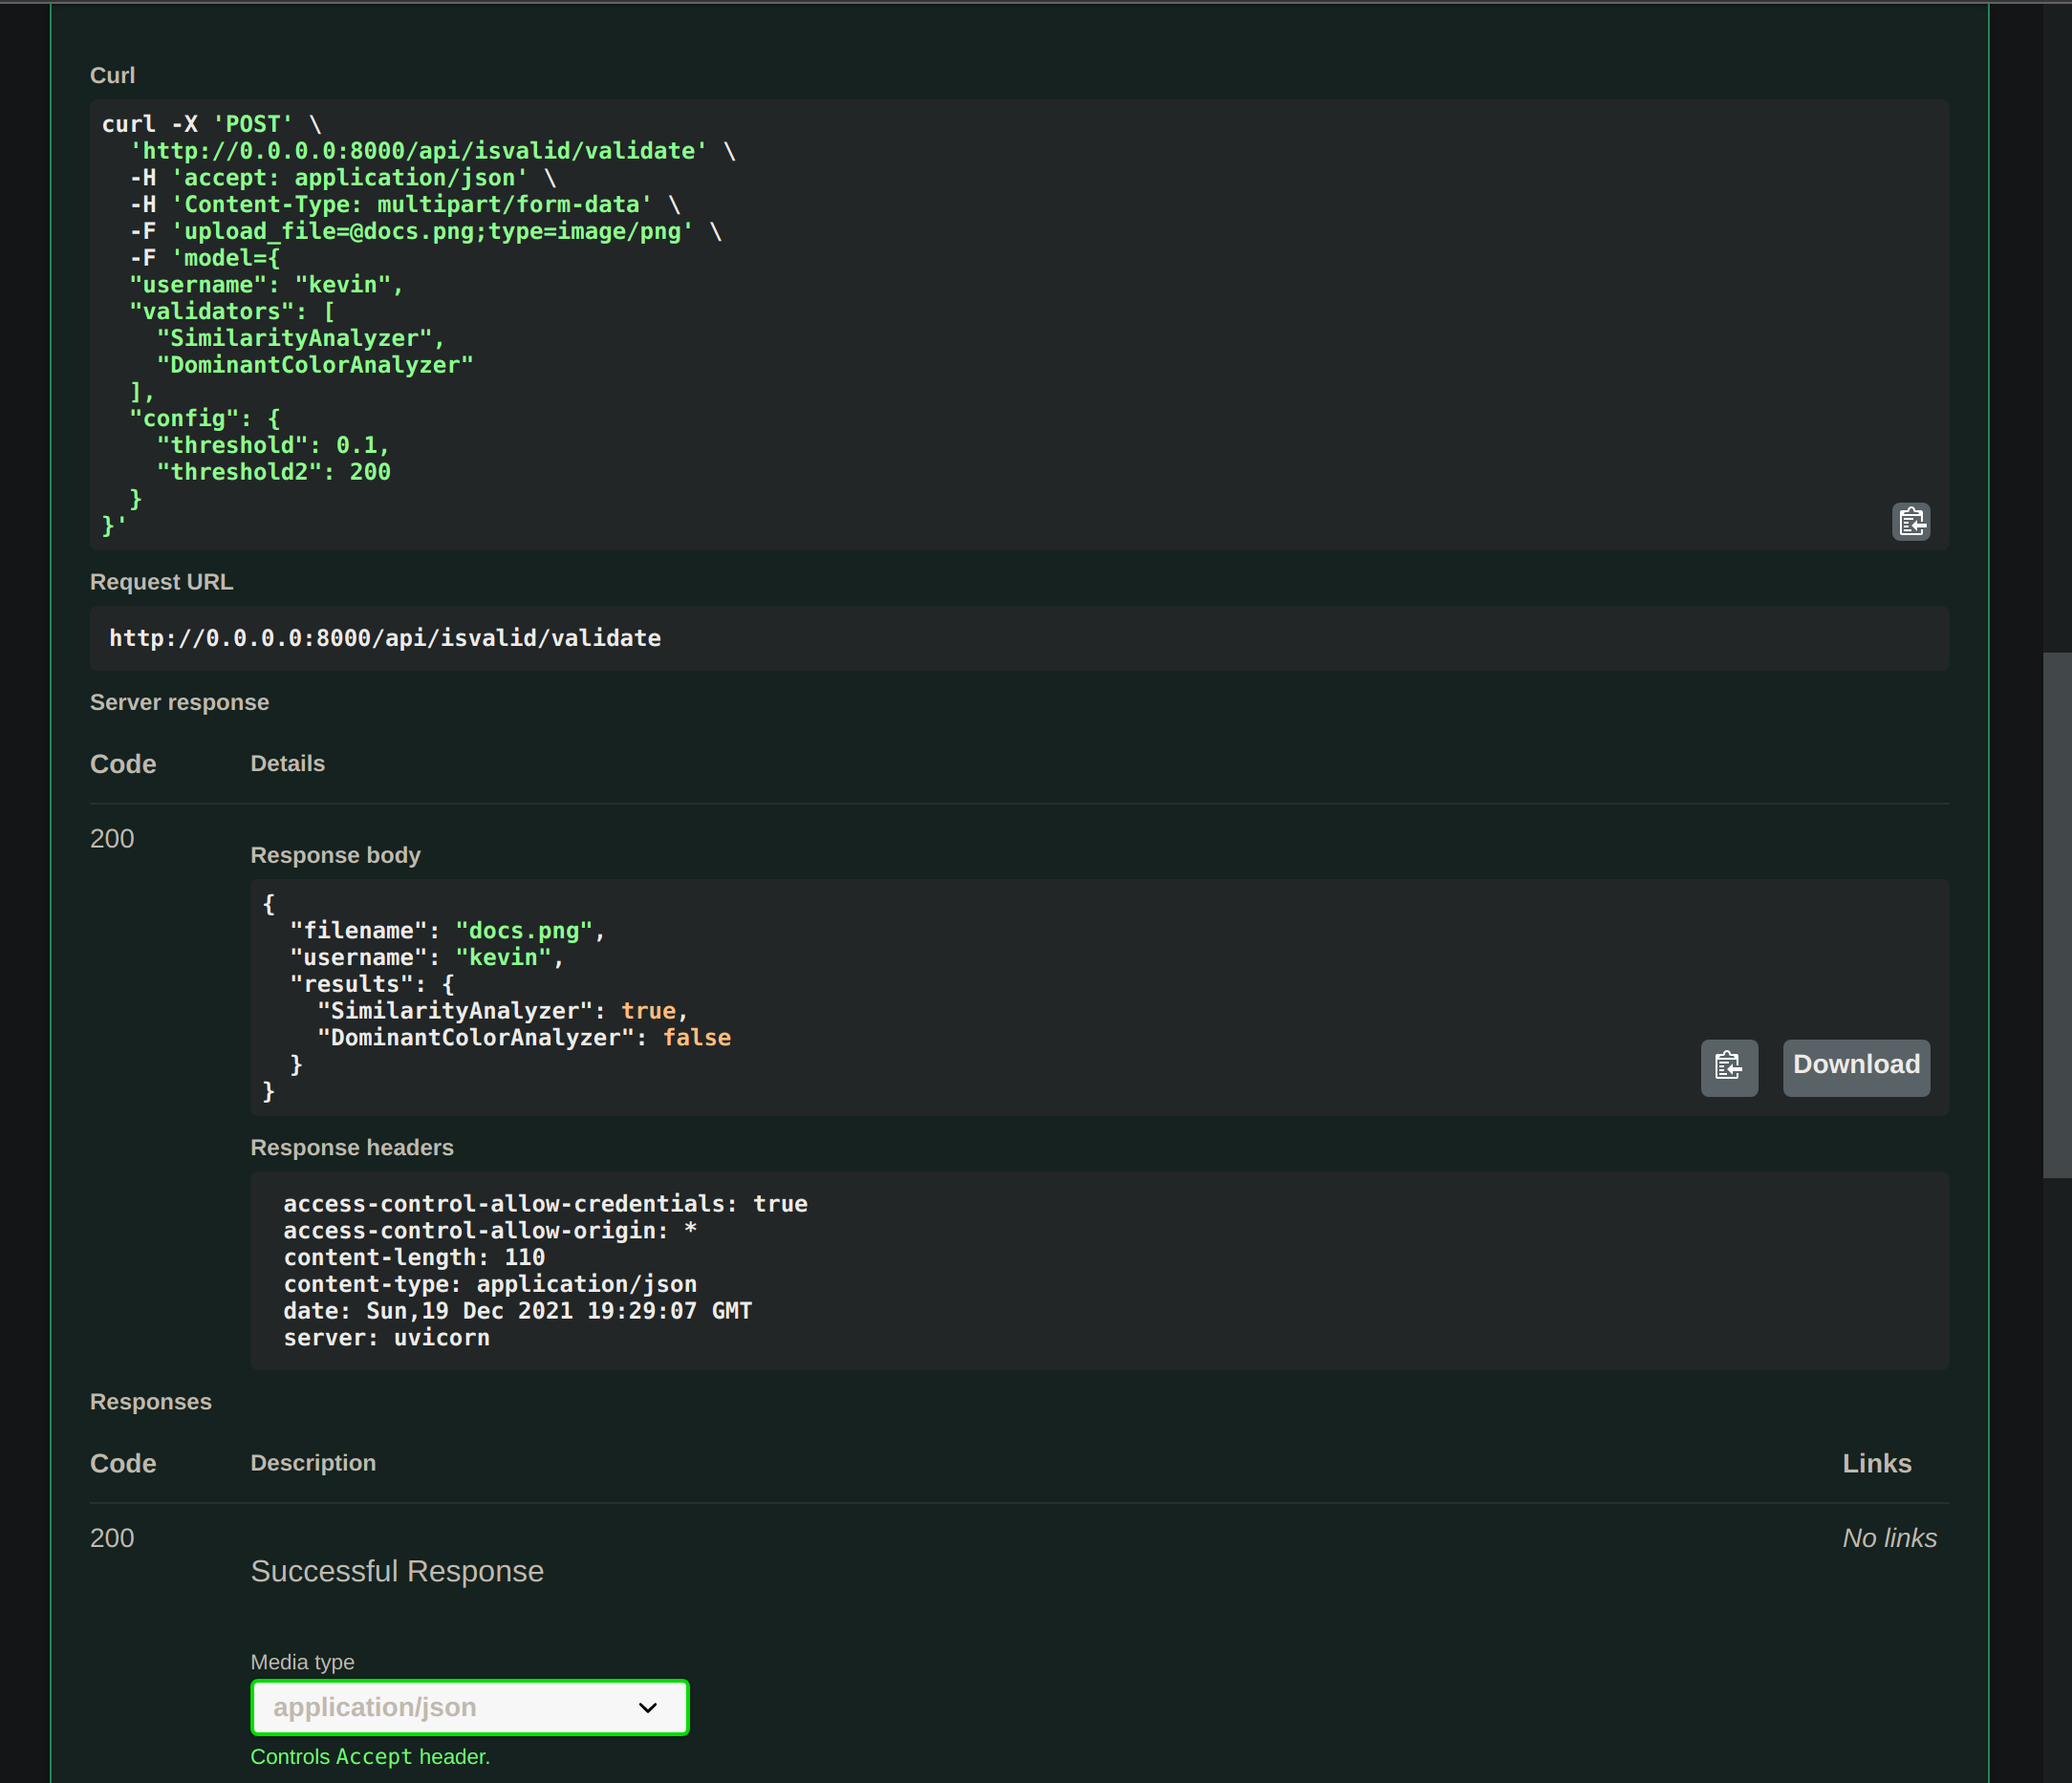 Curl
curl -X 'POST' \
  'http://0.0.0.0:8000/api/isvalid/validate' \
  -H 'accept: application/json' \
  -H 'Content-Type: multipart/form-data' \
  -F 'upload_file=@docs.png;type=image/png' \
  -F 'model={
  "username": "kevin",
  "validators": [
    "SimilarityAnalyzer",
    "DominantColorAnalyzer"
  ],
  "config": {
    "threshold": 0.1,
    "threshold2": 200
  }
}'
Request URL
http://0.0.0.0:8000/api/isvalid/validate
Server response
Code Details
200
Response body
{
  "filename": "docs.png",
  "username": "kevin",
  "results": {
    "SimilarityAnalyzer": true,
    "DominantColorAnalyzer": false
  }
}
Download
Response headers
access-control-allow-credentials: true
access-control-allow-origin: *
content-length: 110
content-type: application/json
date: Sun,19 Dec 2021 19:29:07 GMT
server: uvicorn
Responses
Code Description Links
200 No links
Successful Response
Media type
application/json
Controls Accept header.